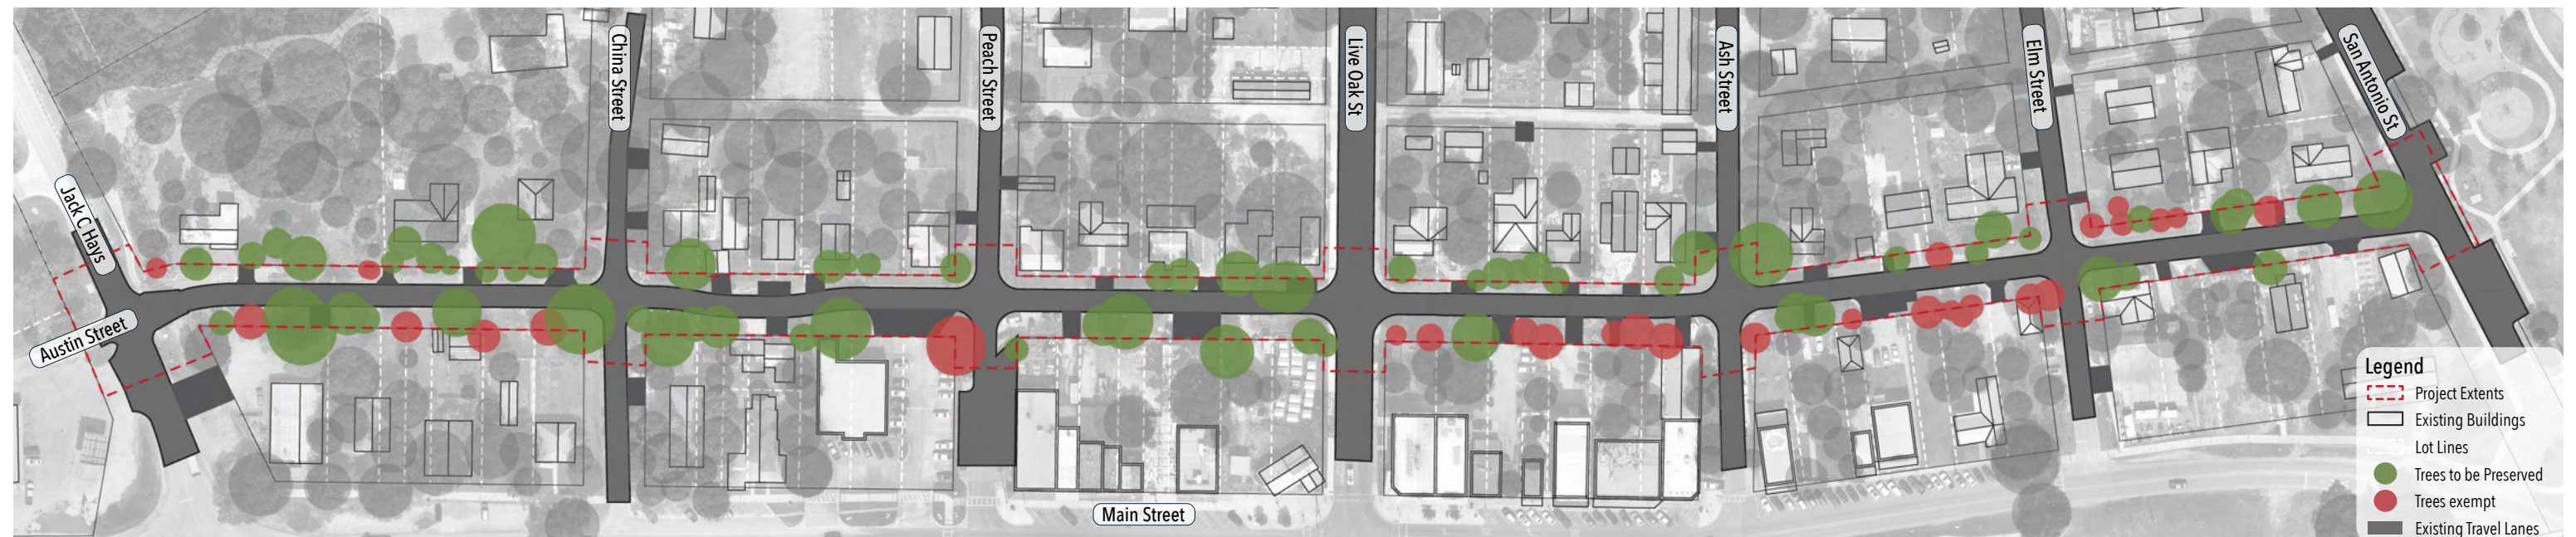 Jack C Hays
China Street
Peach Street
Live Oak St
Ash Street
Elm Street
San Antonio St
Austin Street
Main Street
Legend
Project Extents
Existing Buildings
Lot Lines
Trees to be Preserved
Trees exempt
Existing Travel Lanes